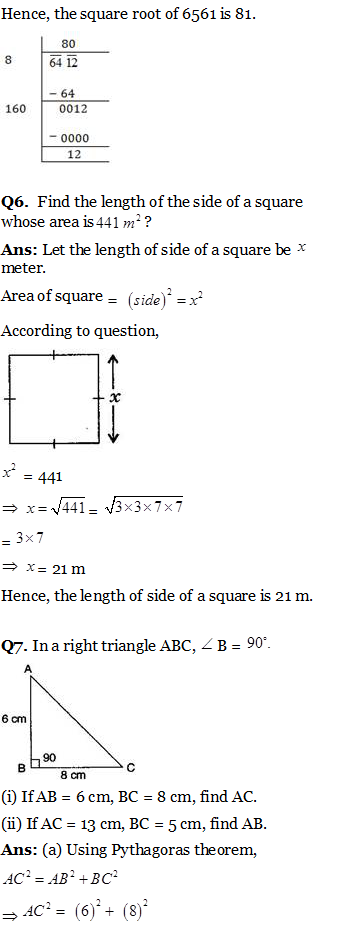 Hence, the square root of 6561 is 81.
80
8 64 12
− 64
160 0012
− 0000
12
Q6. Find the length of the side of a square
whose area is 441 m² ?
Ans: Let the length of side of a square be x
meter.
Area of square = (side)² = x²
According to question,
x
x² = 441
⇒ x = √441 = √3×3×7×7
= 3×7
⇒ x = 21 m
Hence, the length of side of a square is 21 m.
Q7. In a right triangle ABC, ∠ B = 90°.
A
6 cm
90
B C
8 cm
(i) If AB = 6 cm, BC = 8 cm, find AC.
(ii) If AC = 13 cm, BC = 5 cm, find AB.
Ans: (a) Using Pythagoras theorem,
AC² = AB² + BC²
⇒ AC² = (6)² + (8)²